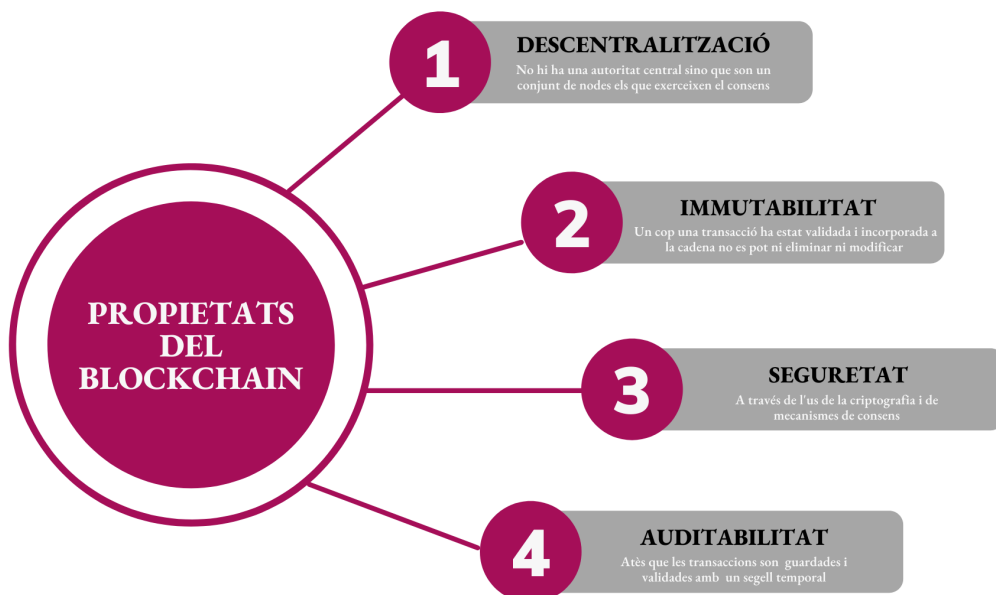 1
DESCENTRALITZACIÓ
No hi ha una autoritat central sino que son un
conjunt de nodes els que exerceixen el consens
2
IMMUTABILITAT
Un cop una transacció ha estat validada i incorporada a
la cadena no es pot ni eliminar ni modificar
PROPIETATS
DEL
BLOCKCHAIN
3
SEGURETAT
A través de l'us de la criptografia i de
mecanismes de consens
4
AUDITABILITAT
Atès que les transaccions son guardades i
validades amb un segell temporal